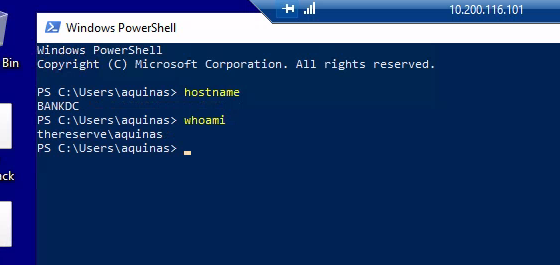 10.200.116.101
Windows PowerShell
Bin
Windows PowerShell
Copyright (C) Microsoft Corporation. All rights reserved.
PS C:\Users\aquinas> hostname
BANKDC
PS C:\Users\aquinas> whoami
thereserve\aquinas
PS C:\Users\aquinas>
ck